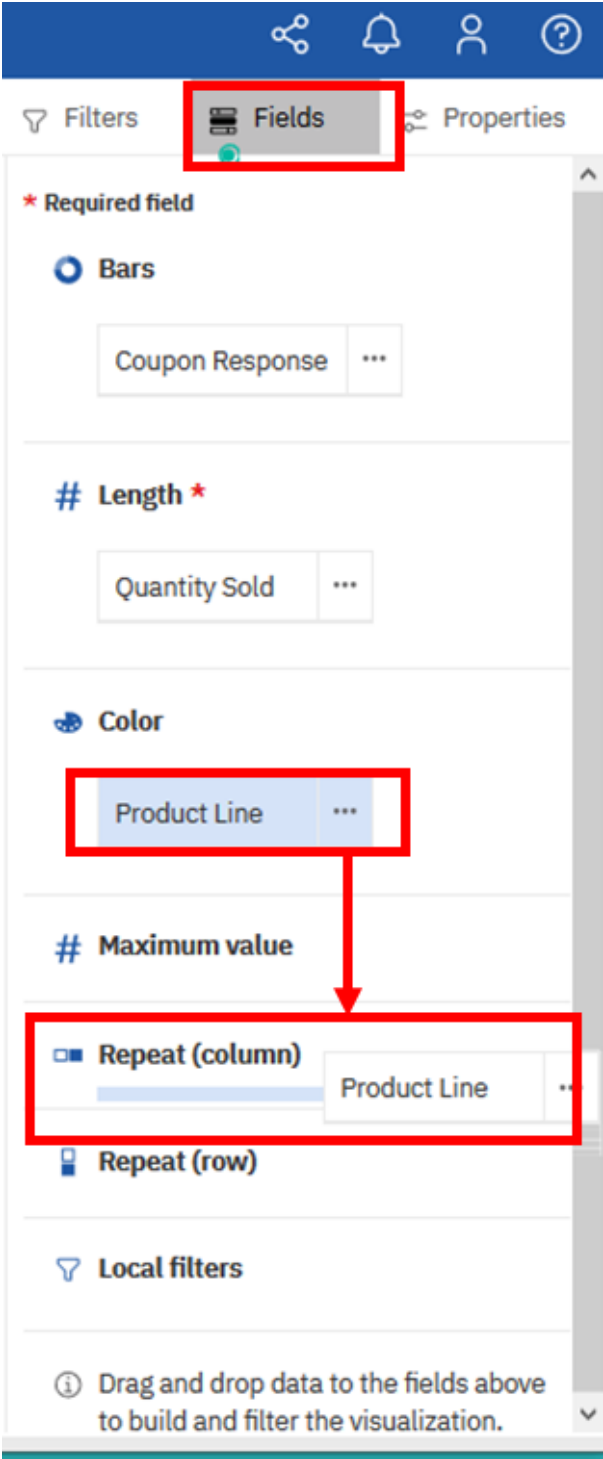 Filters
Fields
Properties
* Required field
Bars
Coupon Response
# Length *
Quantity Sold
Color
Product Line
# Maximum value
Repeat (column)
Product Line
Repeat (row)
Local filters
Drag and drop data to the fields above
to build and filter the visualization.